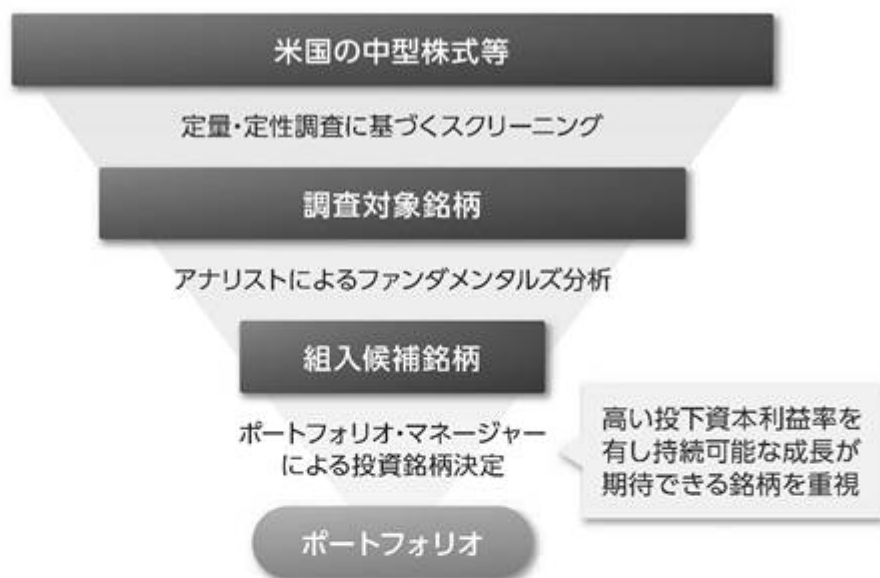 米国の中型株式等
定量・定性調査に基づくスクリーニング
調査対象銘柄
アナリストによるファンダメンタルズ分析
組入候補銘柄
ポートフォリオ・マネージャー
による投資銘柄決定
高い投下資本利益率を
有し持続可能な成長が
期待できる銘柄を重視
ポートフォリオ